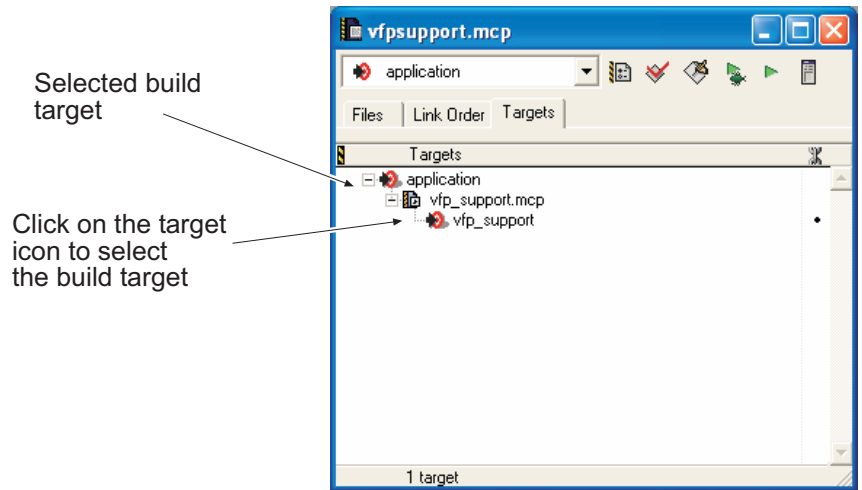 vfpsupport.mcp
application
Files
Link Order
Targets
Targets
application
vfp_support.mcp
vfp_support
1 target
Selected build
target
Click on the target
icon to select
the build target